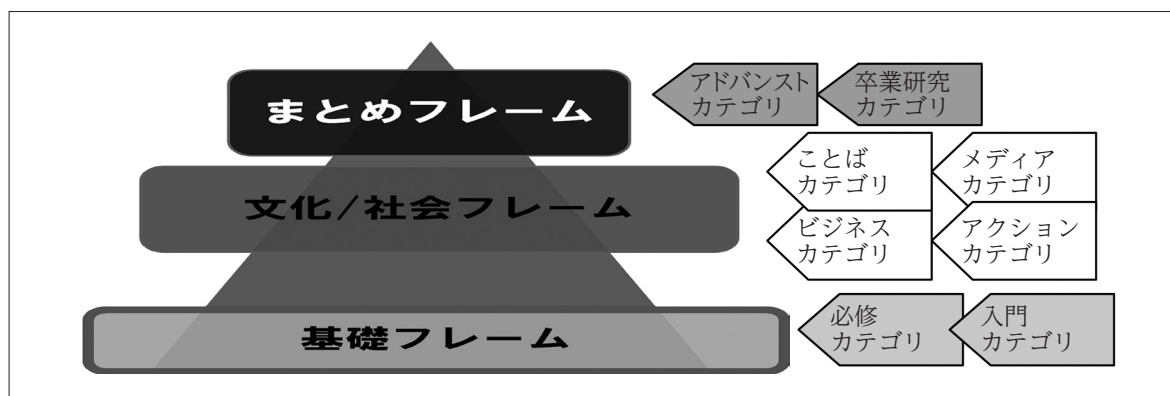 まとめフレーム
アドバンスト
カテゴリ
卒業研究
カテゴリ
文化/社会フレーム
ことば
カテゴリ
メディア
カテゴリ
ビジネス
カテゴリ
アクション
カテゴリ
基礎フレーム
必修
カテゴリ
入門
カテゴリ